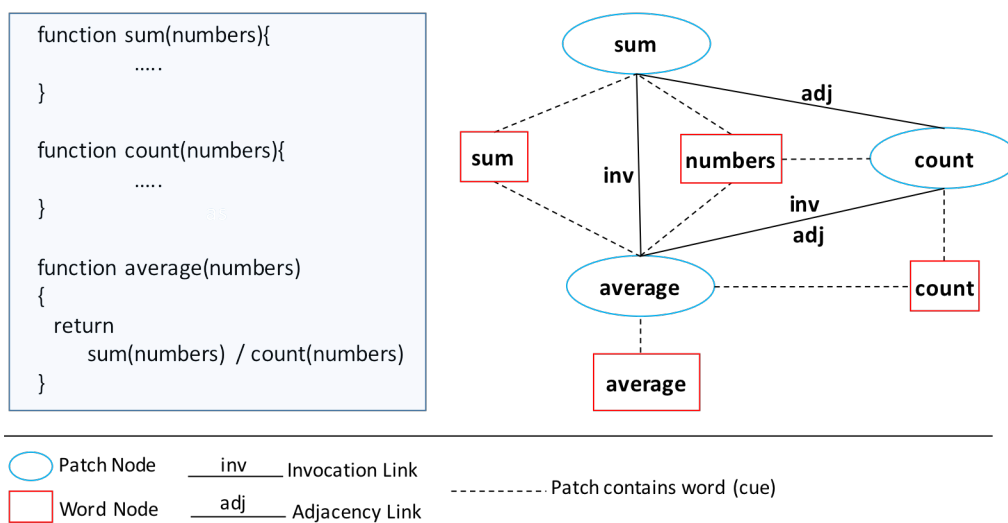 function sum(numbers){
.....
}
function count(numbers){
.....
}
function average(numbers)
{
return
sum(numbers) / count(numbers)
}
sum
adj
sum
numbers
count
inv
inv
adj
average
count
average
Patch Node
inv
Invocation Link
Word Node
adj
Adjacency Link
Patch contains word (cue)